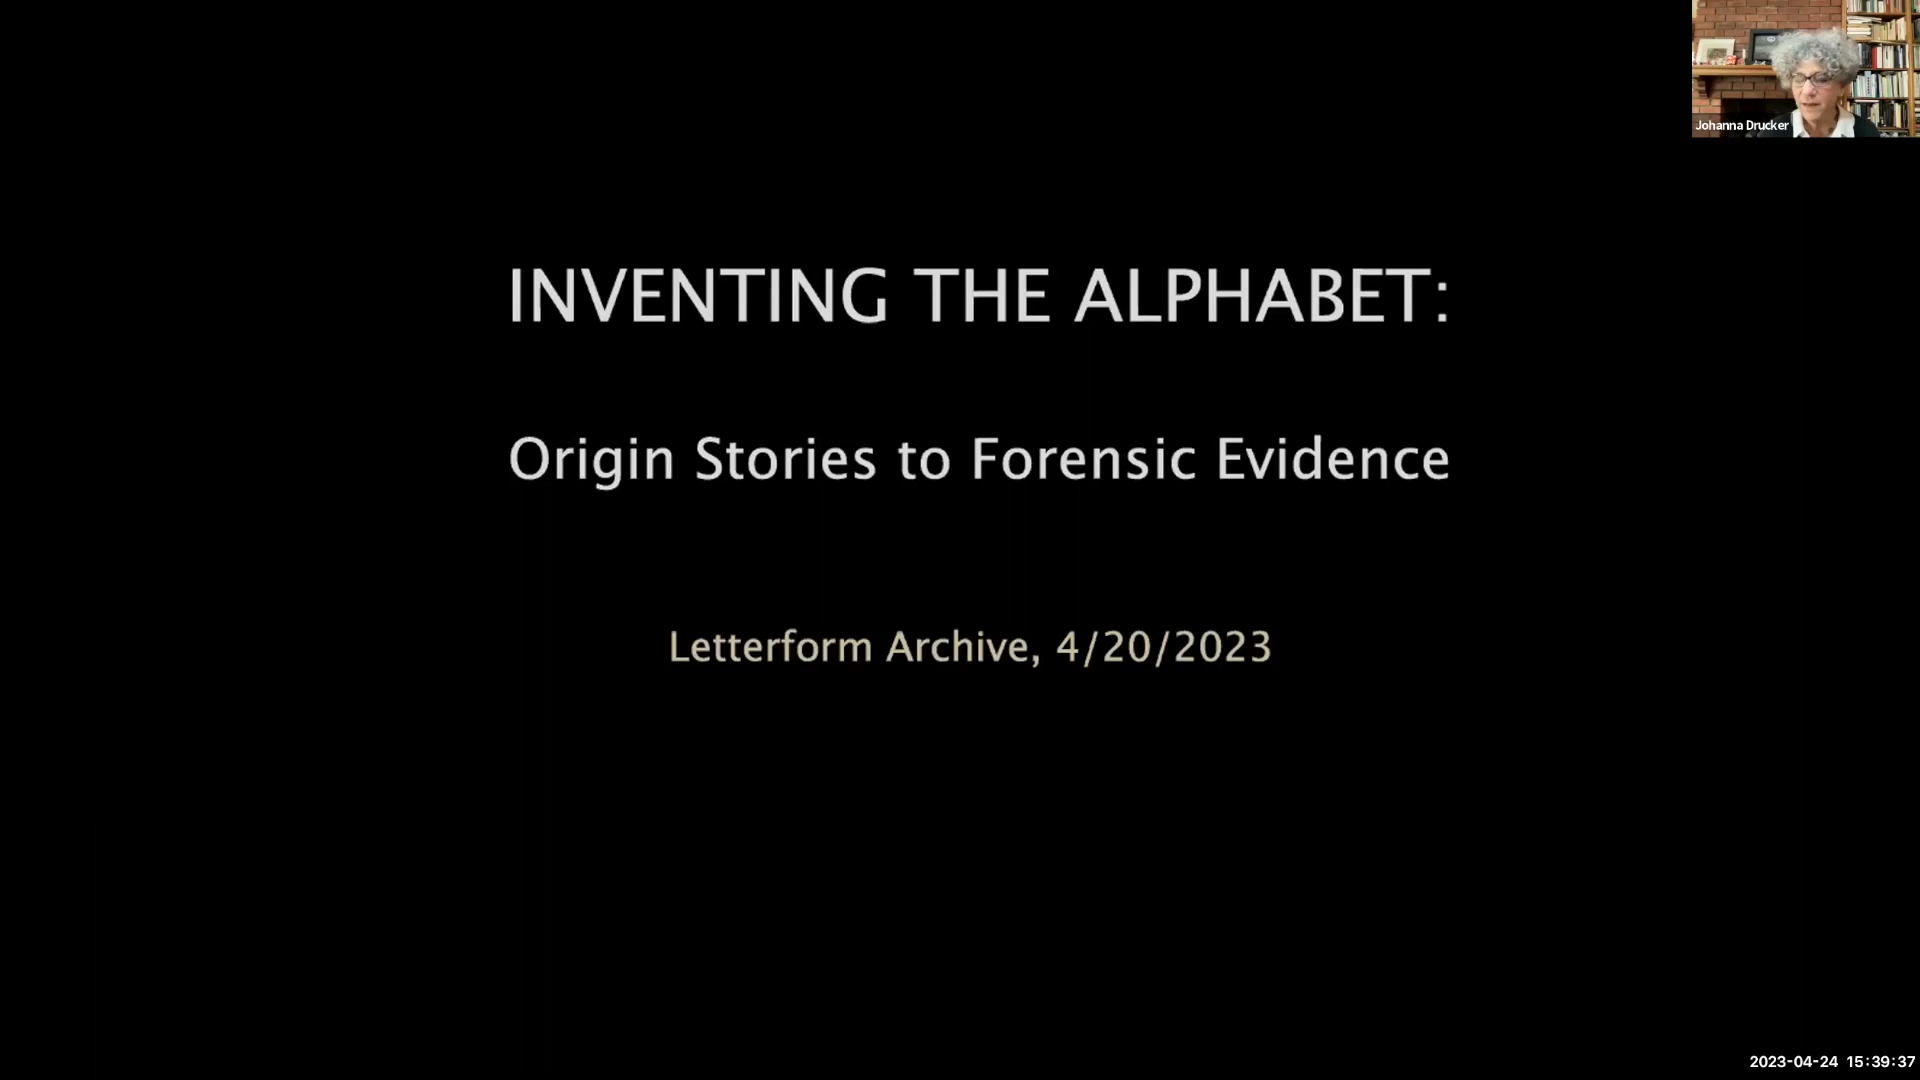 Johanna Drucker
INVENTING THE ALPHABET:
Origin Stories to Forensic Evidence
Letterform Archive, 4/20/2023
2023-04-24 15:39:37